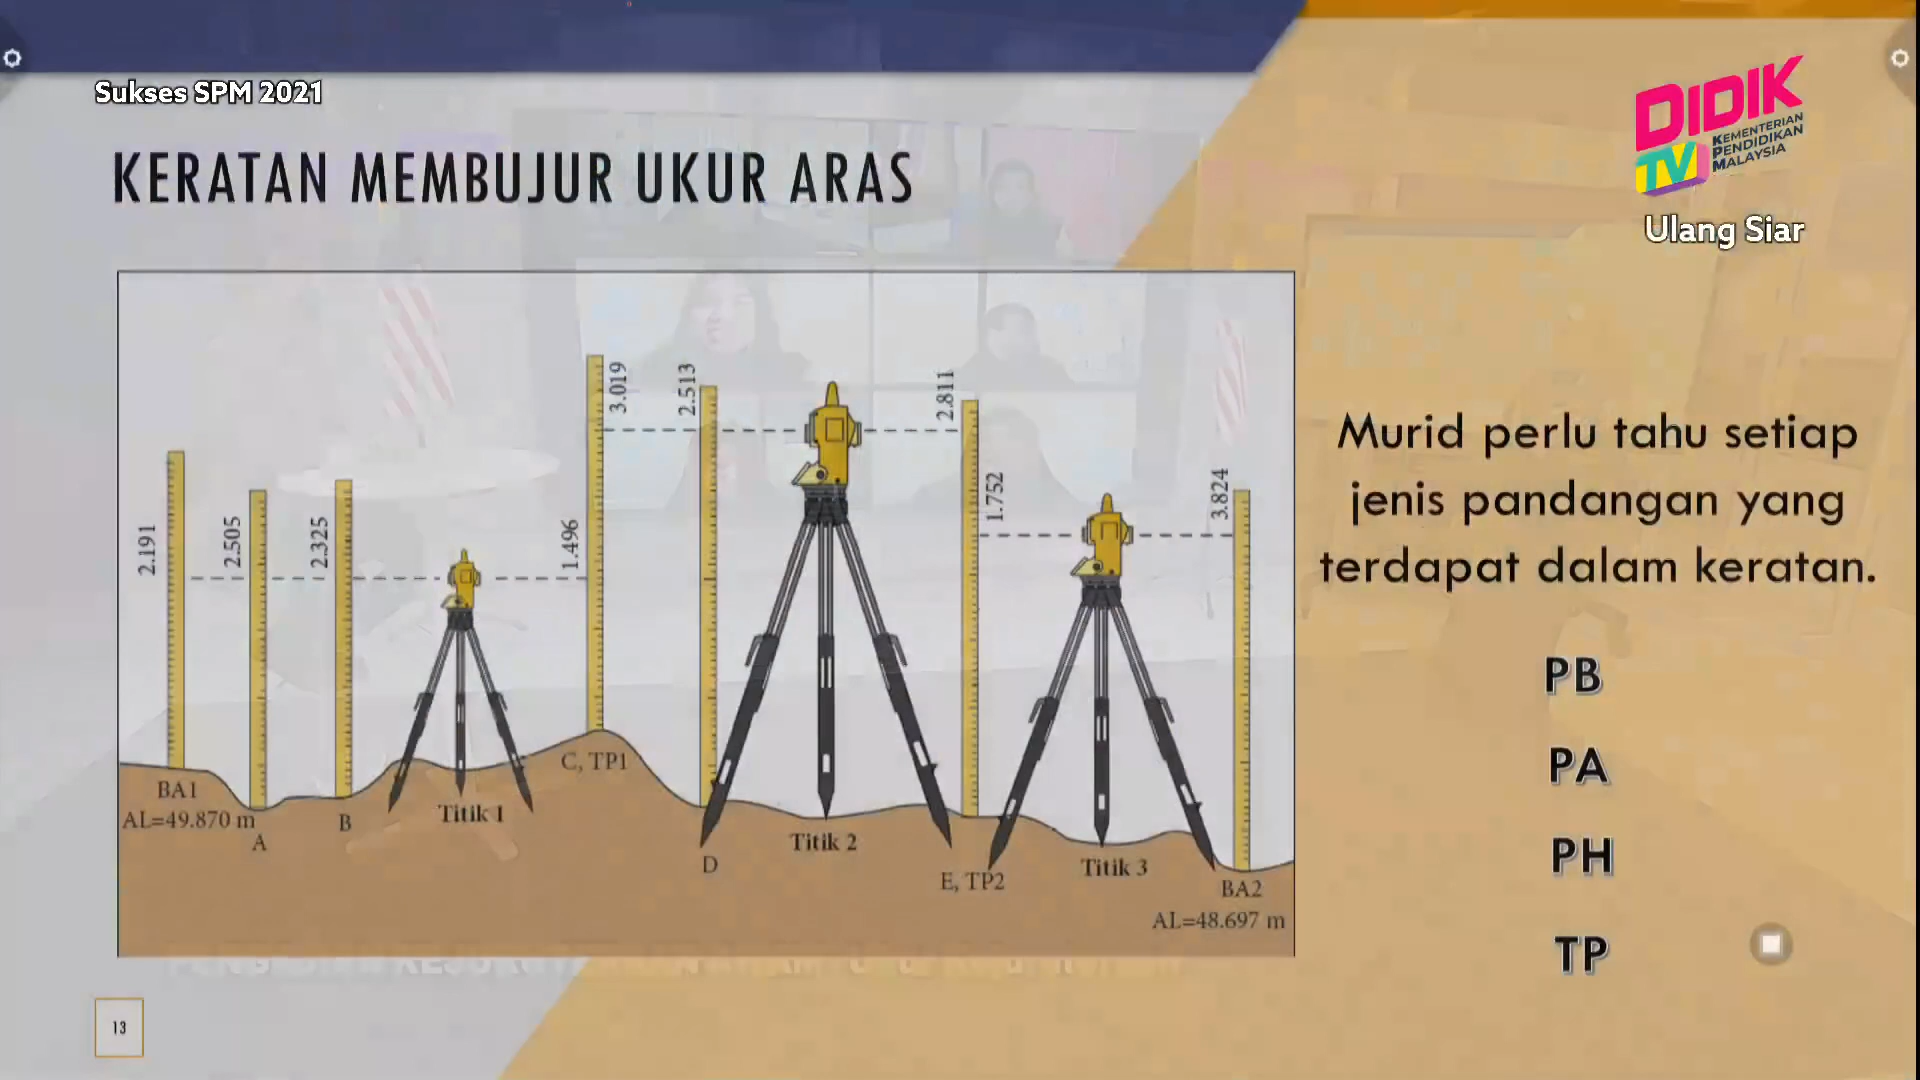 Sukses SPM 2021
DIDIK
TV
KEMENTERIAN
PENDIDIKAN
MALAYSIA
Ulang Siar
KERATAN MEMBUJUR UKUR ARAS
2.191
2.505
2.325
1.496
3.019
2.513
2.811
1.752
3.824
BA1
AL=49.870 m
A
B
Titik 1
C, TP1
D
Titik 2
E, TP2
Titik 3
BA2
AL=48.697 m
Murid perlu tahu setiap
jenis pandangan yang
terdapat dalam keratan.
PB
PA
PH
TP
13